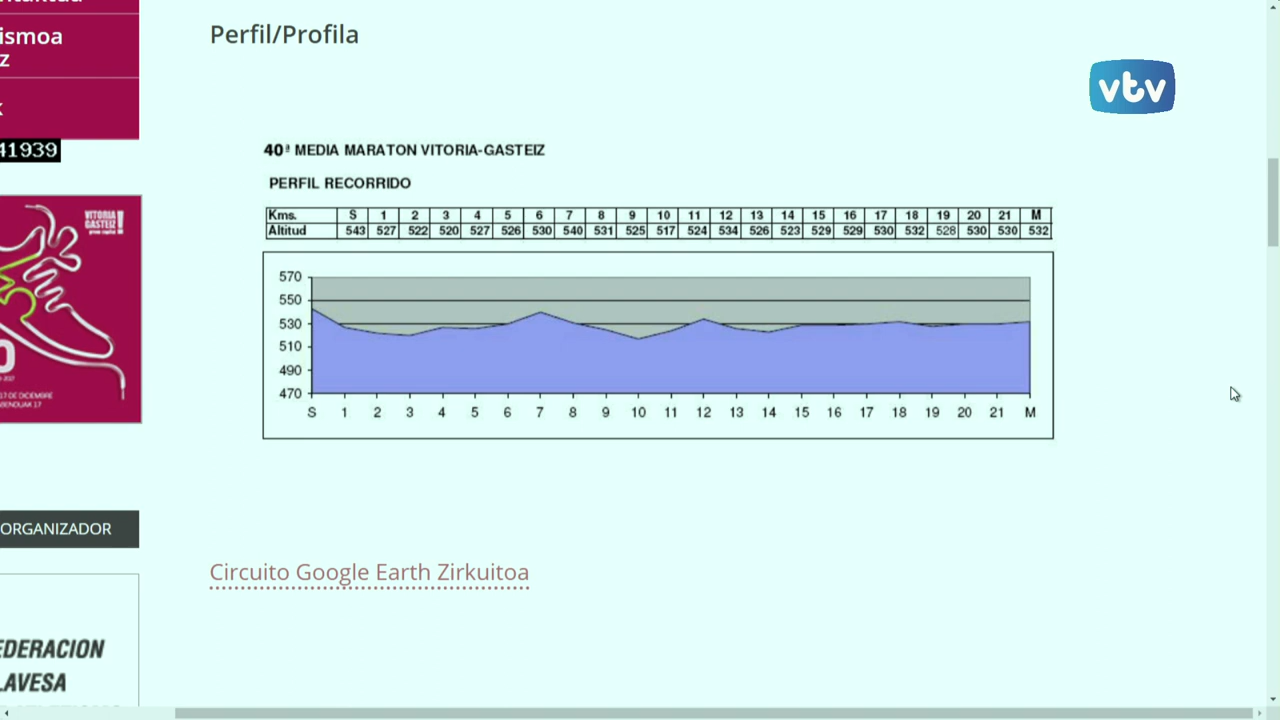 Perfil/Profila
ismoa
z
vtv
41939
40ª MEDIA MARATON VITORIA-GASTEIZ
PERFIL RECORRIDO
Kms. S 1 2 3 4 5 6 7 8 9 10 11 12 13 14 15 16 17 18 19 20 21 M
Altitud 543 527 522 520 527 526 530 540 531 525 517 524 534 526 523 529 529 530 532 528 530 530 532
VITORIA
GASTEIZ
570
550
530
510
490
470
S 1 2 3 4 5 6 7 8 9 10 11 12 13 14 15 16 17 18 19 20 21 M
17 DE DICIEMBRE
ORGANIZADOR
Circuito Google Earth Zirkuitoa
EDERACION
LAVESA